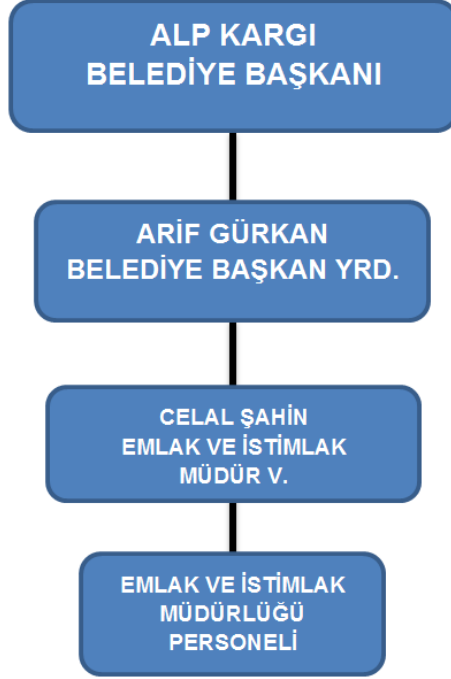 ALP KARGI
BELEDİYE BAŞKANI
ARİF GÜRKAN
BELEDİYE BAŞKAN YRD.
CELAL ŞAHİN
EMLAK VE İSTİMLAK
MÜDÜR V.
EMLAK VE İSTİMLAK
MÜDÜRLÜĞÜ
PERSONELİ